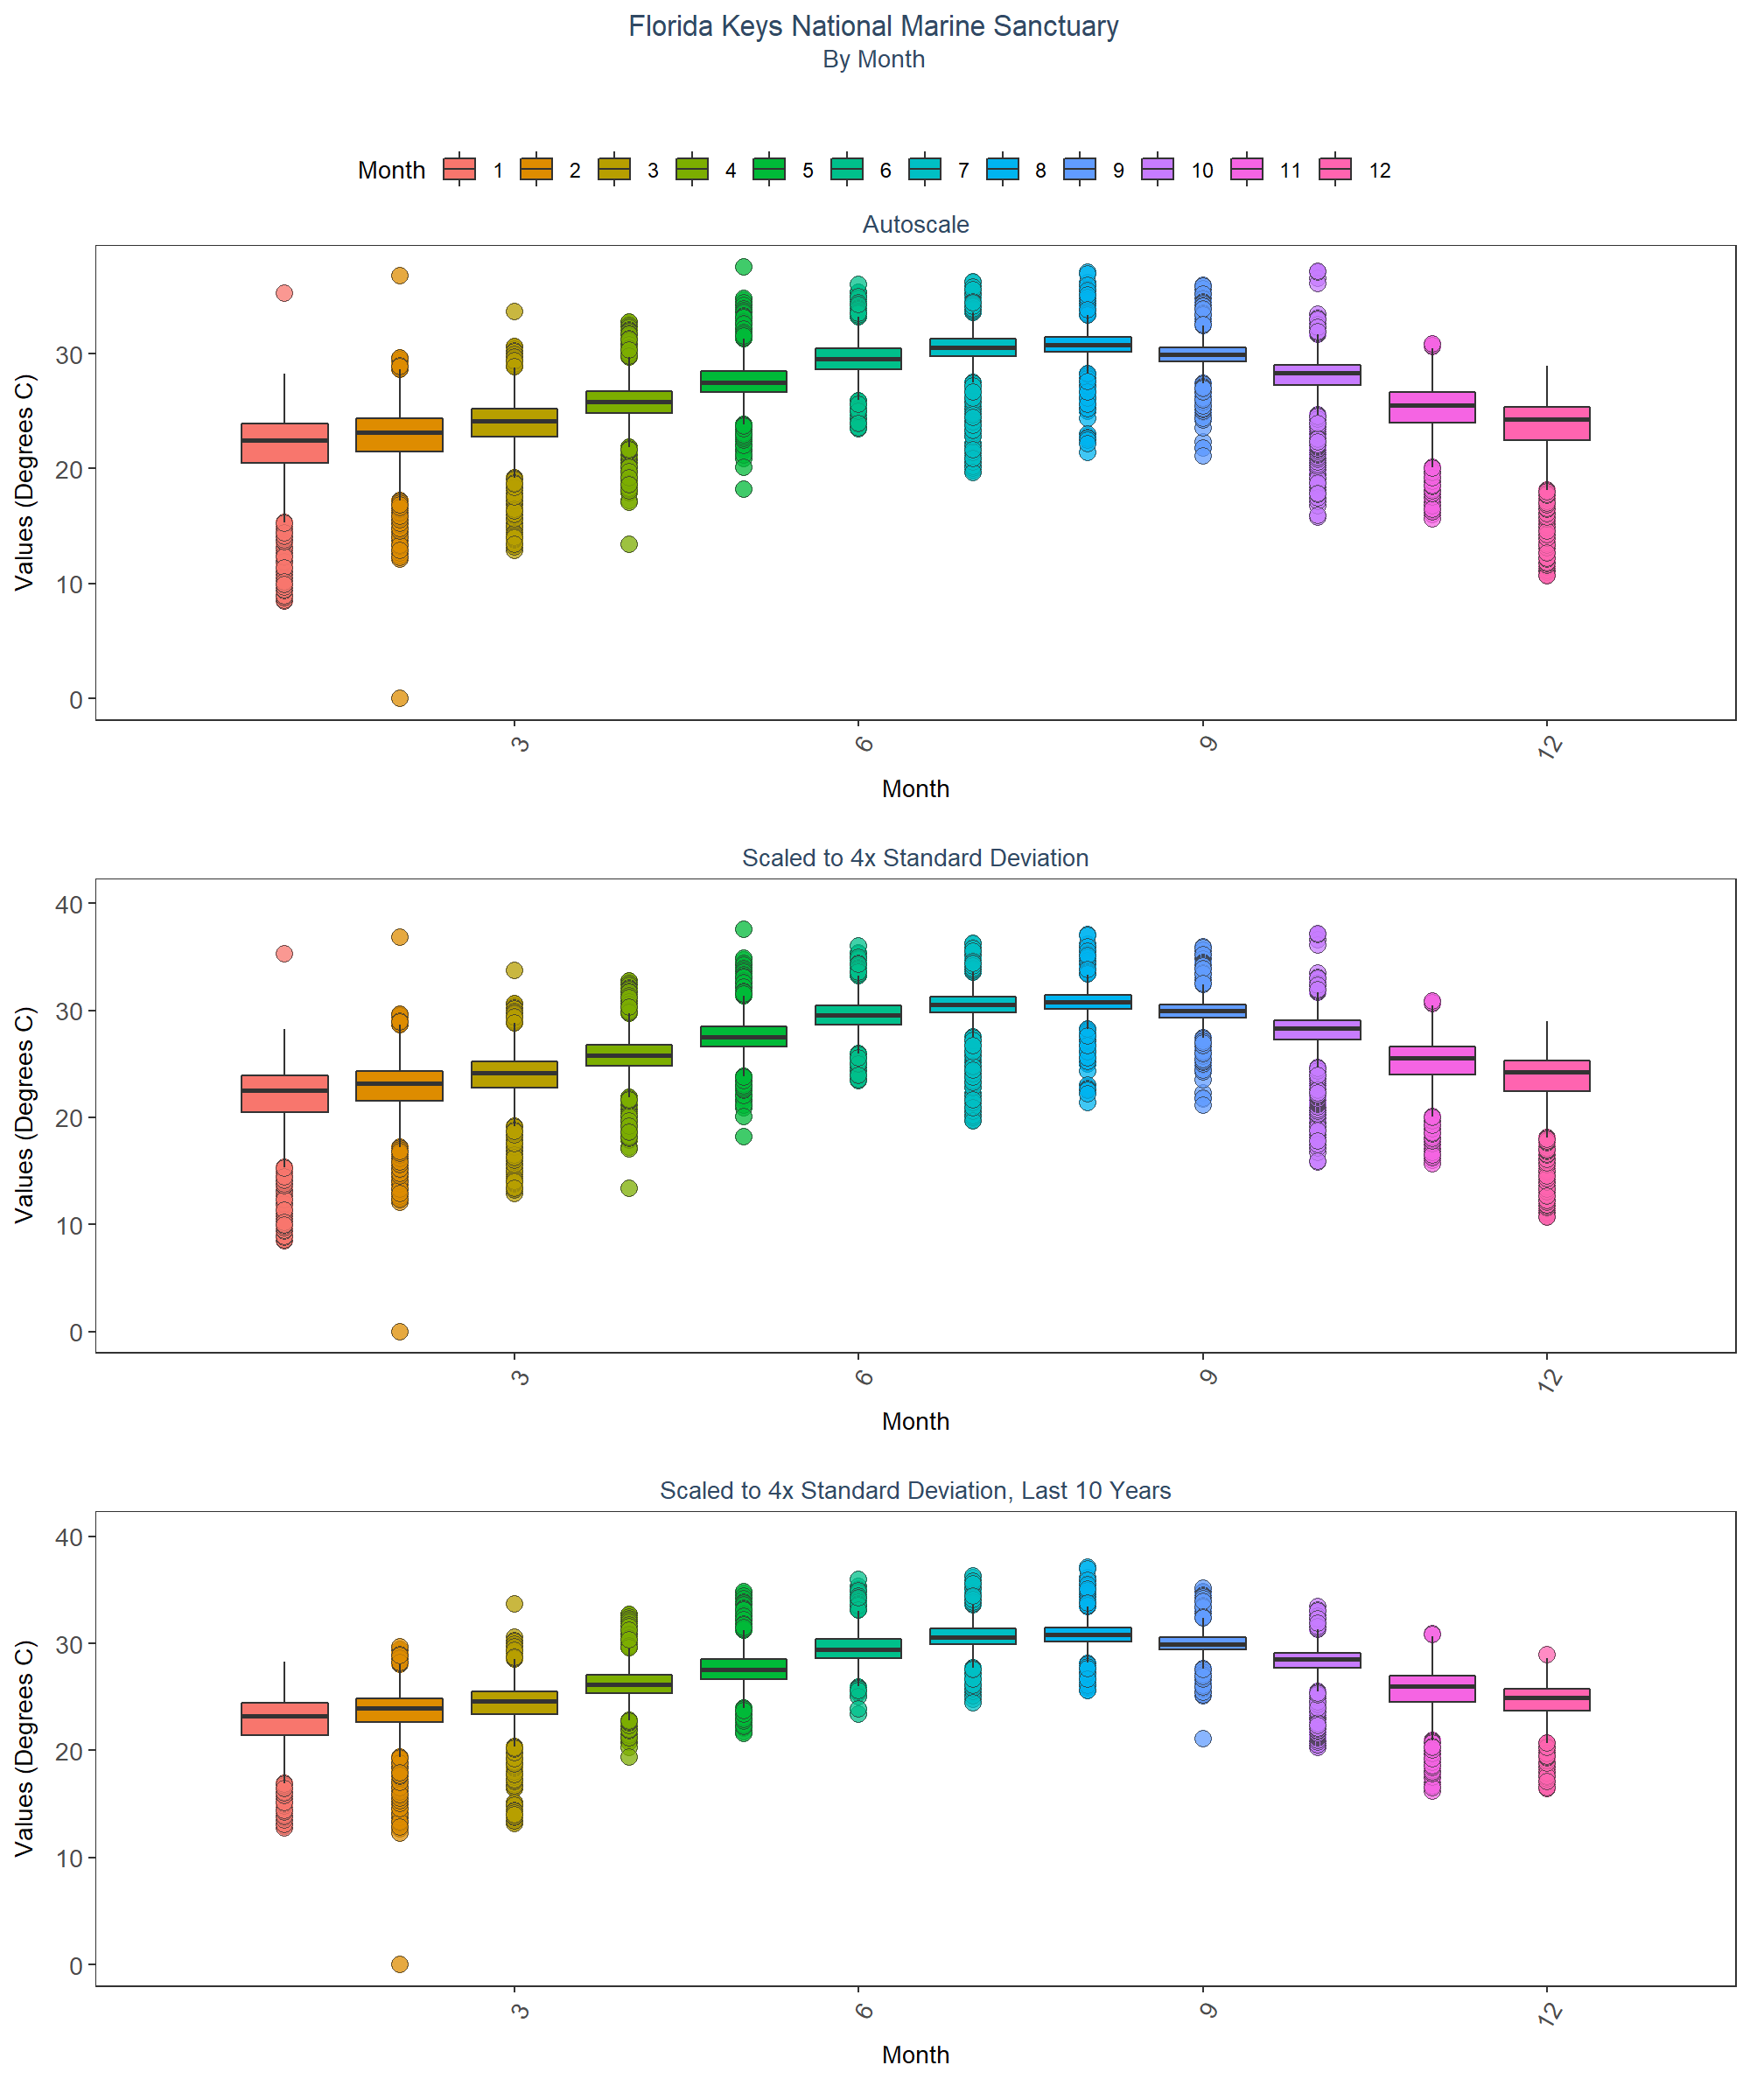 Florida Keys National Marine Sanctuary
By Month
Month 1 2 3 4 5 6 7 8 9 10 11 12
Autoscale
Values (Degrees C)
30
20
10
0
3 6 9 12
Month
Scaled to 4x Standard Deviation
Values (Degrees C)
40
30
20
10
0
3 6 9 12
Month
Scaled to 4x Standard Deviation, Last 10 Years
Values (Degrees C)
40
30
20
10
0
3 6 9 12
Month